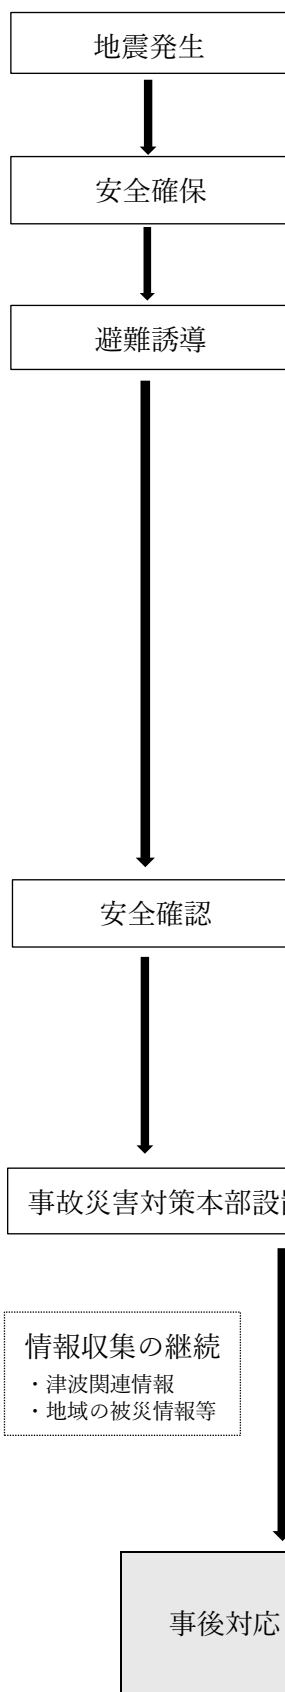 地震発生
安全確保
避難誘導
安全確認
事故災害対策本部設
情報収集の継続
・津波関連情報
・地域の被災情報等
事後対応